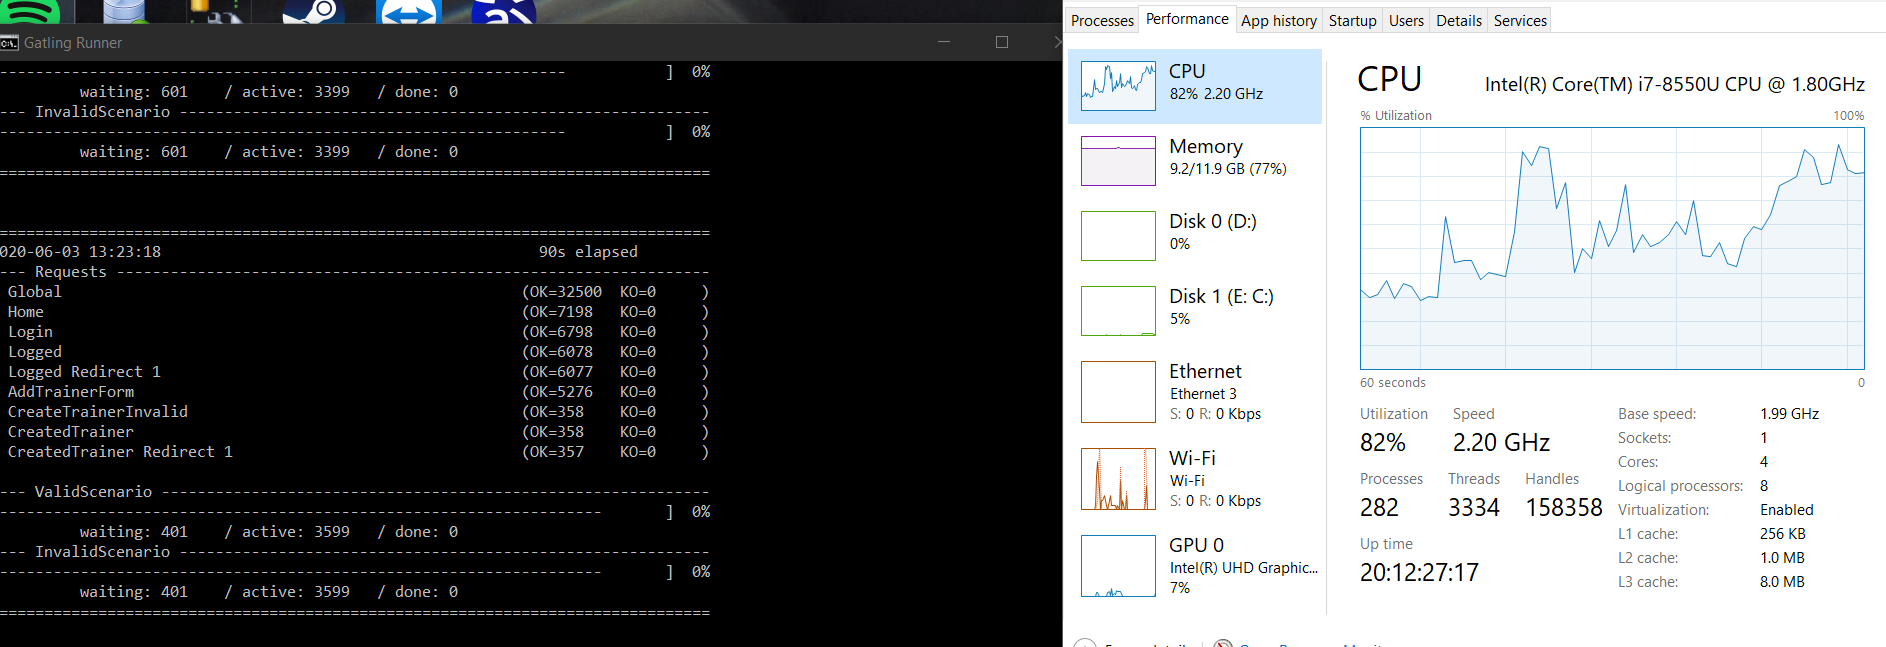 Gatling Runner
---------------------------------------------------------------          ]  0%
waiting: 601    / active: 3399   / done: 0
--- InvalidScenario -----------------------------------------------------------
---------------------------------------------------------------          ]  0%
waiting: 601    / active: 3399   / done: 0
===============================================================================
===============================================================================
020-06-03 13:23:18                                          90s elapsed
--- Requests ------------------------------------------------------------------
Global                                                   (OK=32500  KO=0     )
Home                                                     (OK=7198   KO=0     )
Login                                                    (OK=6798   KO=0     )
Logged                                                   (OK=6078   KO=0     )
Logged Redirect 1                                        (OK=6077   KO=0     )
AddTrainerForm                                           (OK=5276   KO=0     )
CreateTrainerInvalid                                     (OK=358    KO=0     )
CreatedTrainer                                           (OK=358    KO=0     )
CreatedTrainer Redirect 1                                (OK=357    KO=0     )
--- ValidScenario -------------------------------------------------------------
-------------------------------------------------------------------      ]  0%
waiting: 401    / active: 3599   / done: 0
--- InvalidScenario -----------------------------------------------------------
-------------------------------------------------------------------      ]  0%
waiting: 401    / active: 3599   / done: 0
===============================================================================
Processes Performance App history Startup Users Details Services
CPU
82% 2.20 GHz
Memory
9.2/11.9 GB (77%)
Disk 0 (D:)
0%
Disk 1 (E: C:)
5%
Ethernet
Ethernet 3
S: 0 R: 0 Kbps
Wi-Fi
Wi-Fi
S: 0 R: 0 Kbps
GPU 0
Intel(R) UHD Graphic...
7%
CPU Intel(R) Core(TM) i7-8550U CPU @ 1.80GHz
% Utilization 100%
60 seconds 0
Utilization Speed
82% 2.20 GHz
Processes Threads Handles
282 3334 158358
Up time
20:12:27:17
Base speed: 1.99 GHz
Sockets: 1
Cores: 4
Logical processors: 8
Virtualization: Enabled
L1 cache: 256 KB
L2 cache: 1.0 MB
L3 cache: 8.0 MB